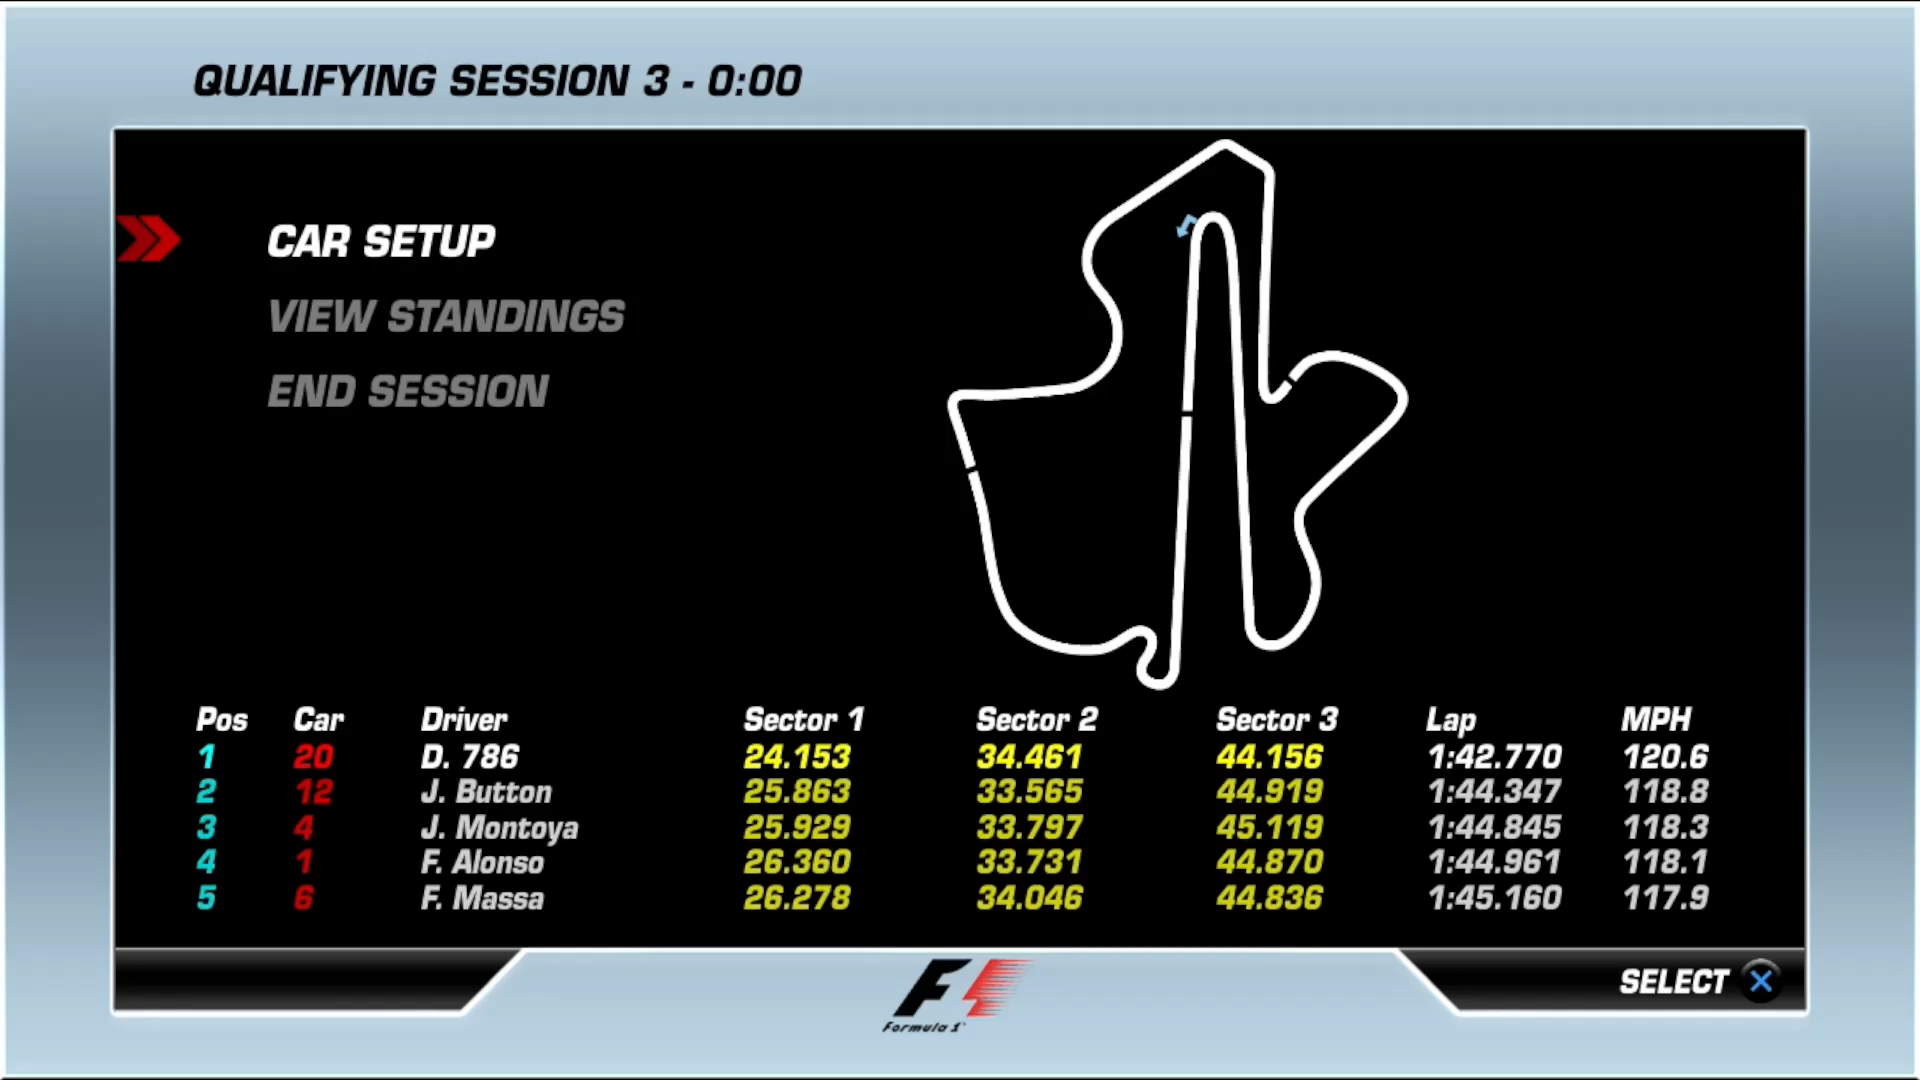 QUALIFYING SESSION 3 - 0:00
CAR SETUP
VIEW STANDINGS
END SESSION
Pos Car Driver Sector 1 Sector 2 Sector 3 Lap MPH
1 20 D. 786 24.153 34.461 44.156 1:42.770 120.6
2 12 J. Button 25.863 33.565 44.919 1:44.347 118.8
3 4 J. Montoya 25.929 33.797 45.119 1:44.845 118.3
4 1 F. Alonso 26.360 33.731 44.870 1:44.961 118.1
5 6 F. Massa 26.278 34.046 44.836 1:45.160 117.9
F1
Formula 1
SELECT